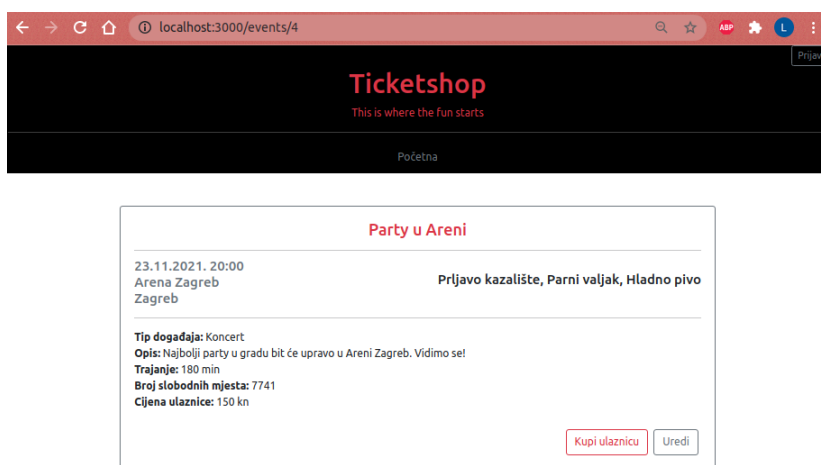 localhost:3000/events/4
ABP
L
Prijav
Ticketshop
This is where the fun starts
Početna
Party u Areni
23.11.2021. 20:00
Arena Zagreb
Zagreb
Prljavo kazalište, Parni valjak, Hladno pivo
Tip događaja: Koncert
Opis: Najbolji party u gradu bit će upravo u Areni Zagreb. Vidimo se!
Trajanje: 180 min
Broj slobodnih mjesta: 7741
Cijena ulaznice: 150 kn
Kupi ulaznicu
Uredi